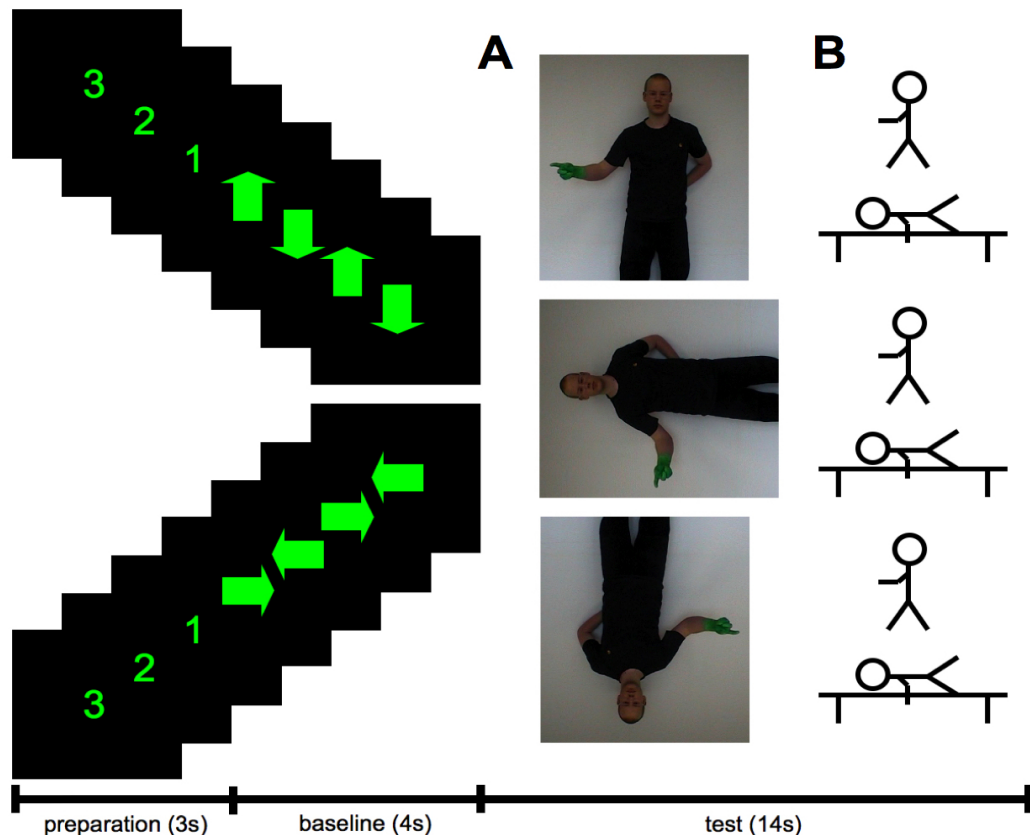 A
B
3
2
1
1
2
3
preparation (3s)
baseline (4s)
test (14s)